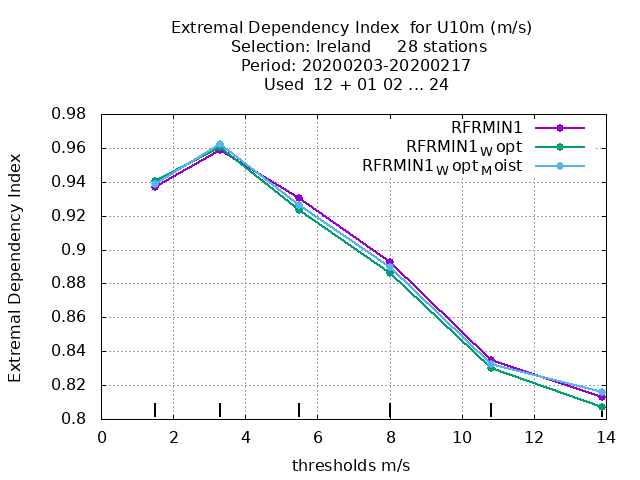 Extremal Dependency Index  for U10m (m/s)
Selection: Ireland     28 stations
Period: 20200203-20200217
Used  12 + 01 02 ... 24
0.98
0.96
0.94
0.92
0.9
0.88
0.86
0.84
0.82
0.8
Extremal Dependency Index
RFRMIN1
RFRMIN1Wopt
RFRMIN1WoptMoist
0 2 4 6 8 10 12 14
thresholds m/s